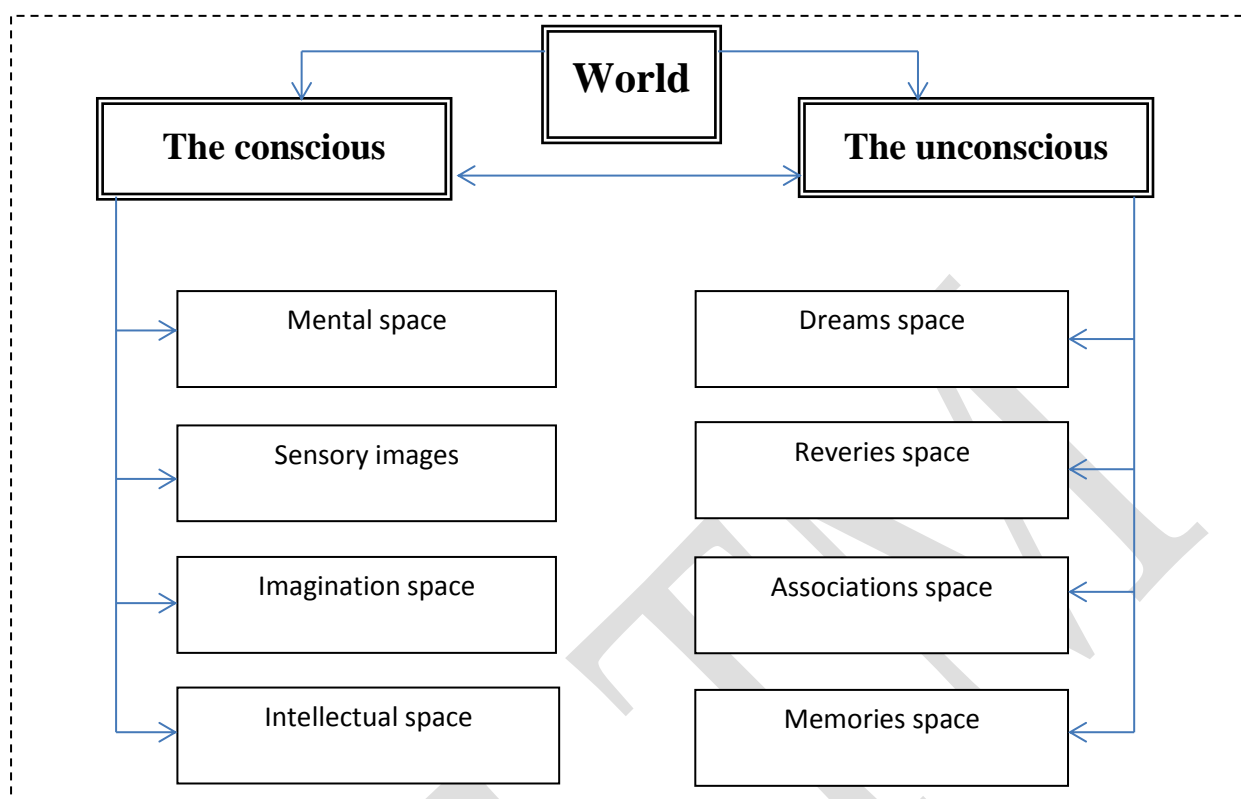 World
The conscious
The unconscious
Mental space
Dreams space
Sensory images
Reveries space
Imagination space
Associations space
Intellectual space
Memories space